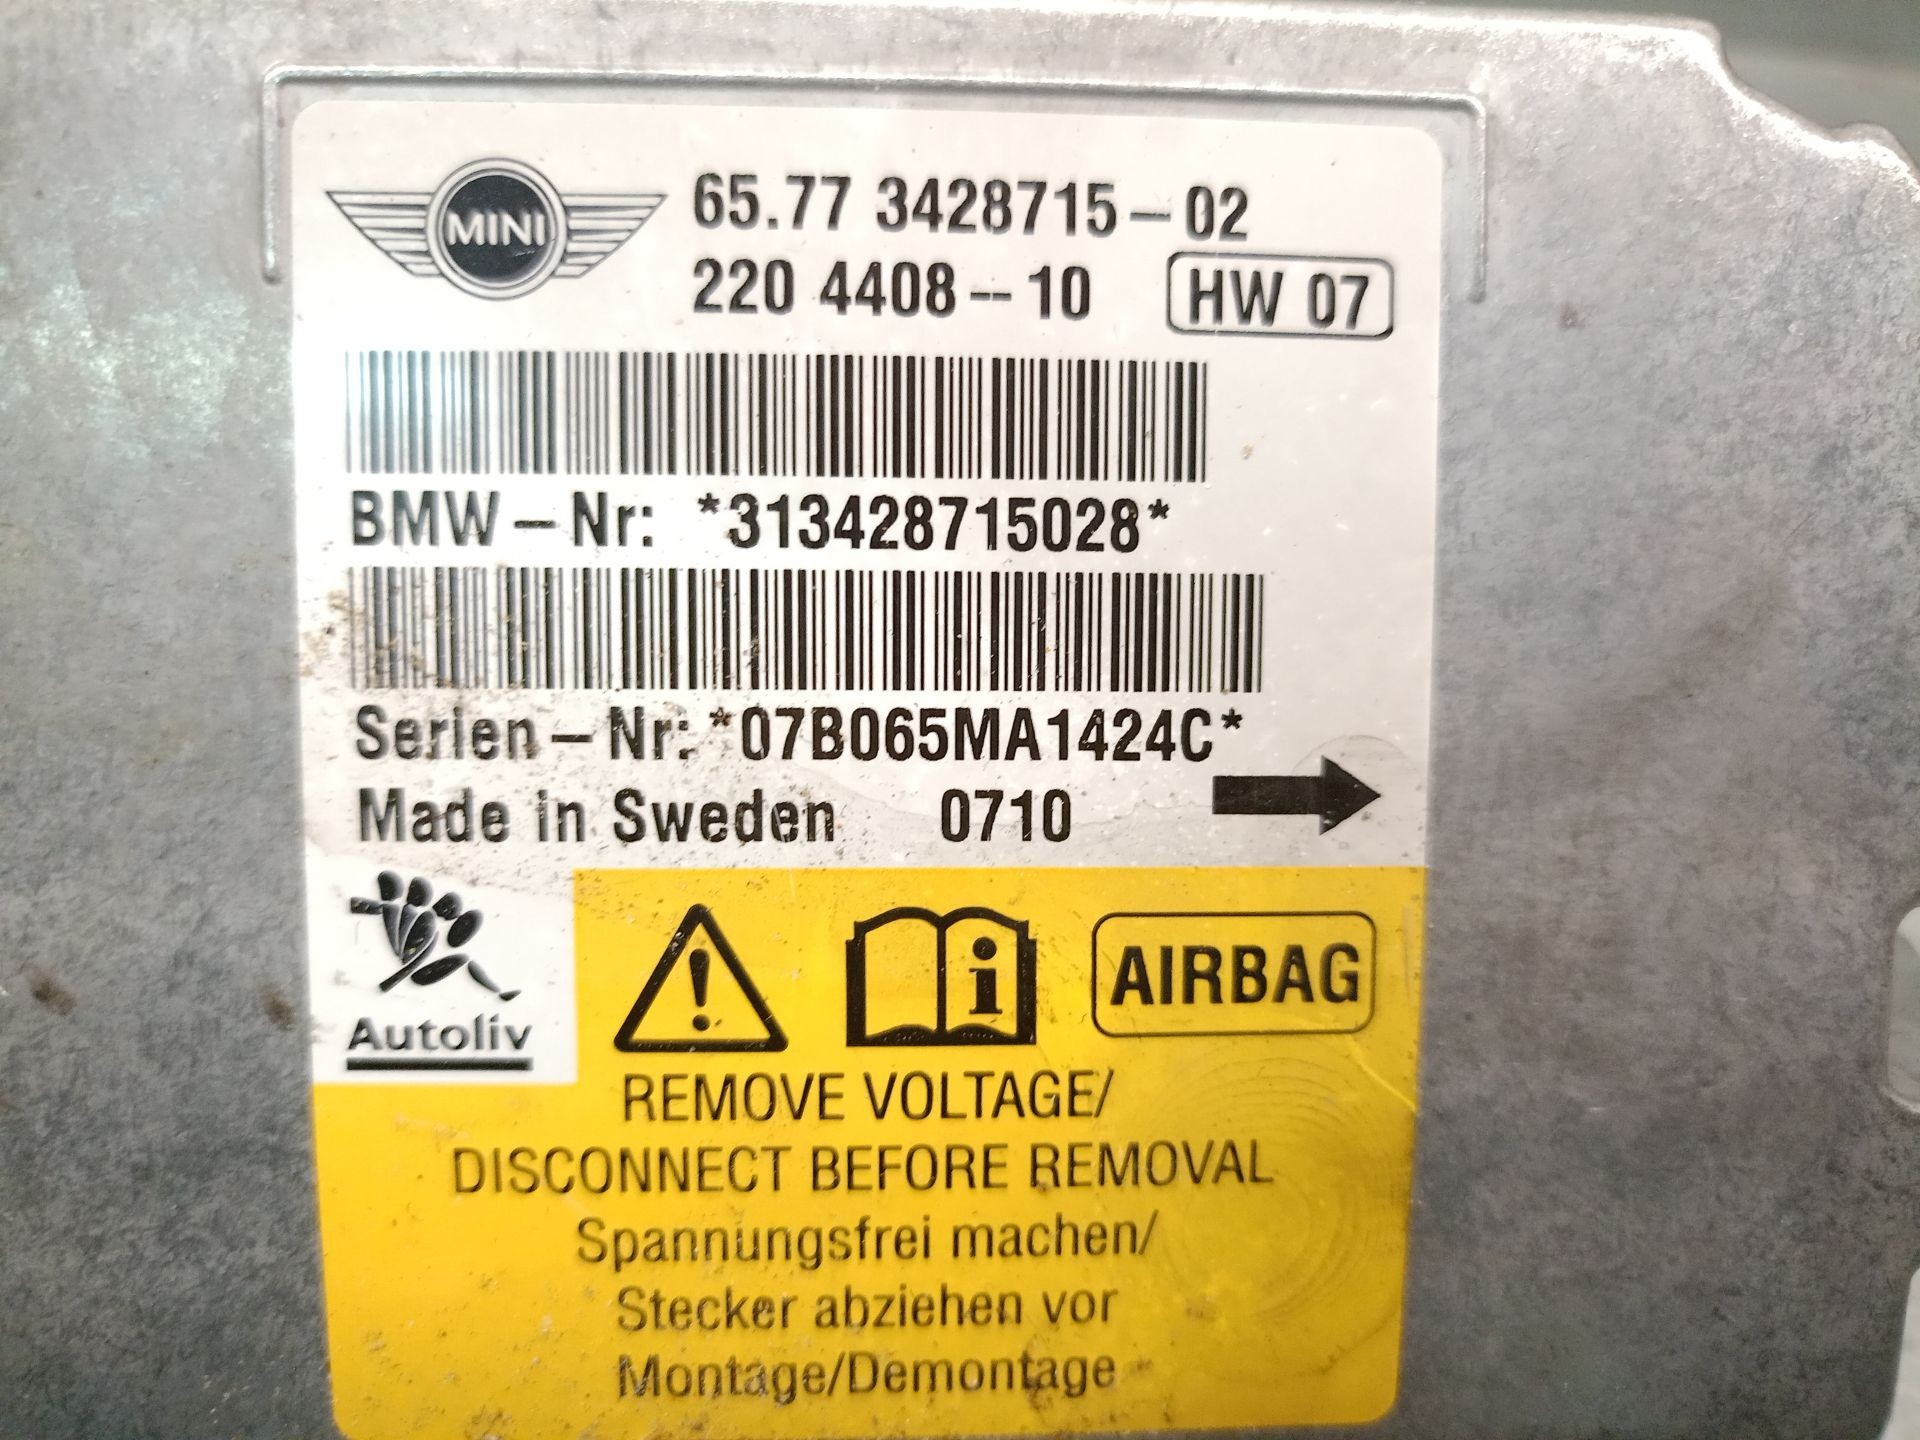 MINI
65.77 3428715-02
220 4408--10 HW 07
BMW-Nr: *313428715028*
Serien-Nr: *07B065MA1424C*
Made in Sweden 0710
Autoliv
AIRBAG
REMOVE VOLTAGE/
DISCONNECT BEFORE REMOVAL
Spannungsfrei machen/
Stecker abziehen vor
Montage/Demontage